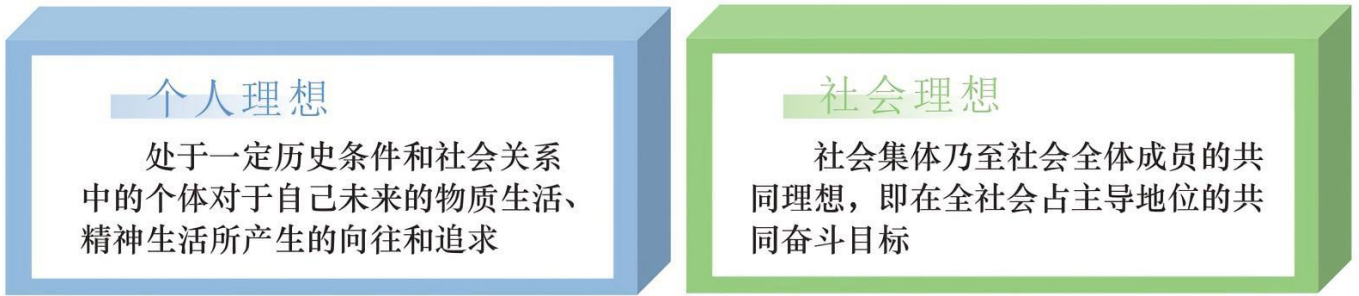 个人理想
处于一定历史条件和社会关系
中的个体对于自己未来的物质生活、
精神生活所产生的向往和追求
社会理想
社会集体乃至社会全体成员的共
同理想，即在全社会占主导地位的共
同奋斗目标